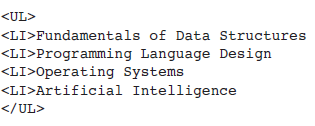 <UL>
<LI>Fundamentals of Data Structures
<LI>Programming Language Design
<LI>Operating Systems
<LI>Artificial Intelligence
</UL>